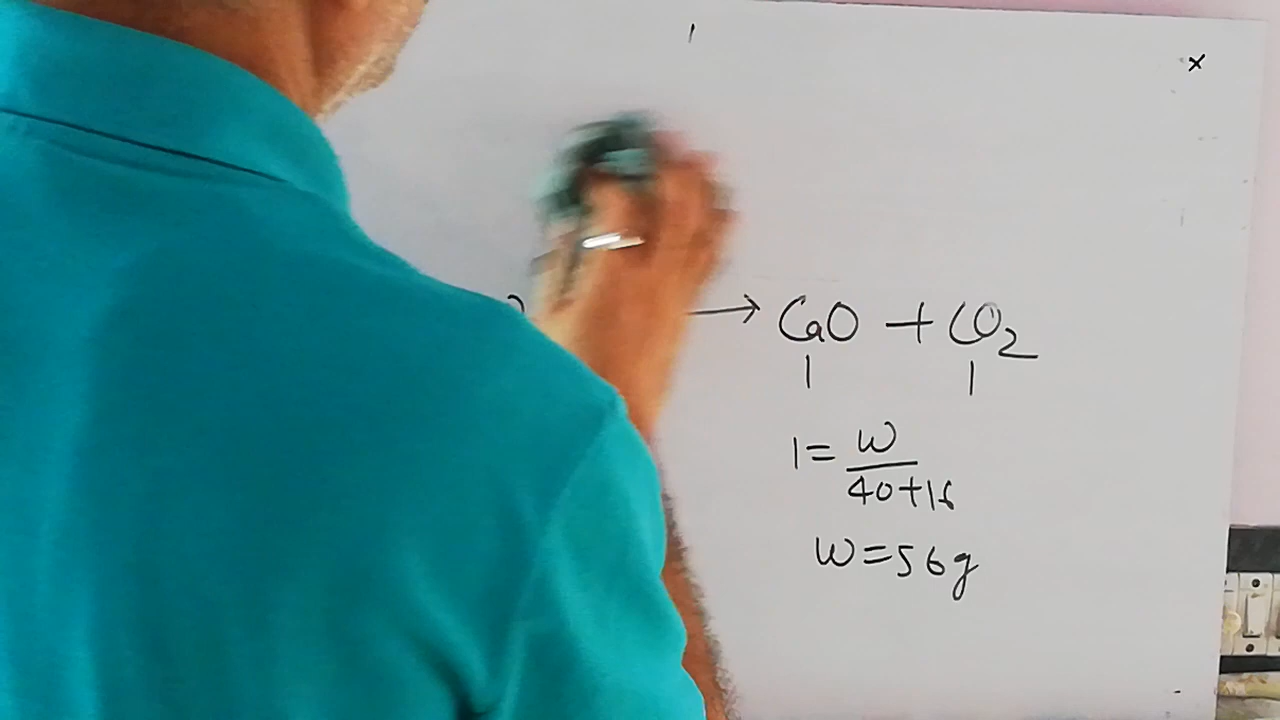 → CaO + CO2
1 1
1 = w/40+16
w = 56g